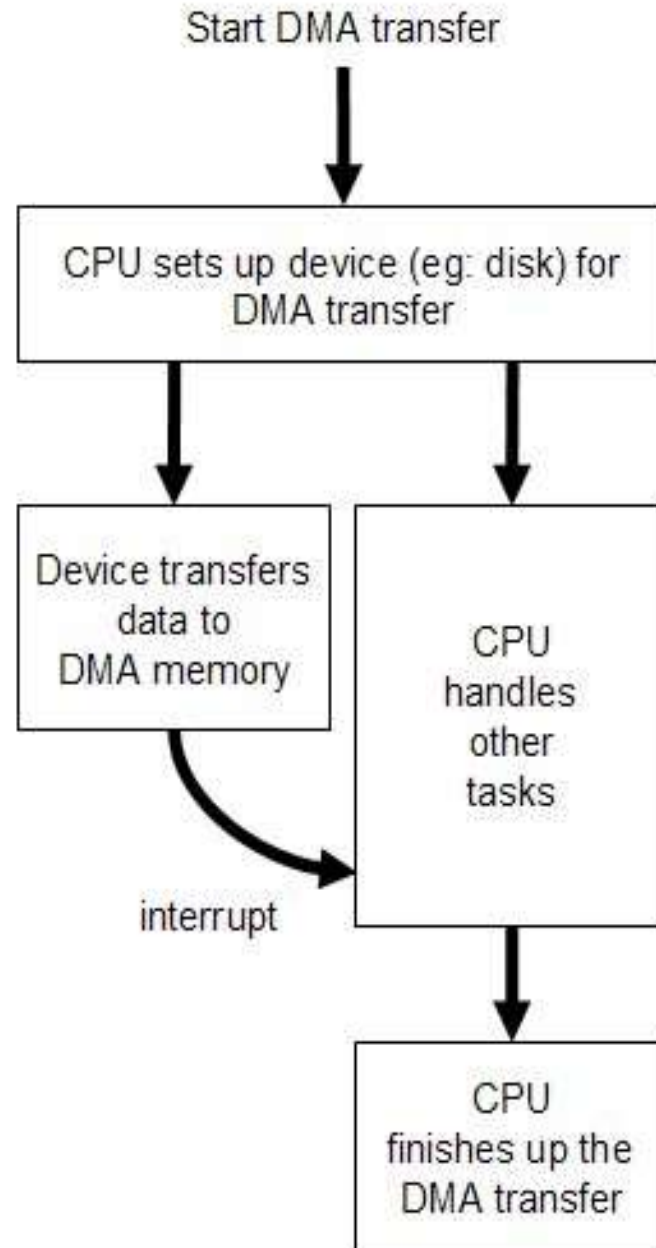 Start DMA transfer
CPU sets up device (eg: disk) for
DMA transfer
Device transfers
data to
DMA memory
CPU
handles
other
tasks
interrupt
CPU
finishes up the
DMA transfer